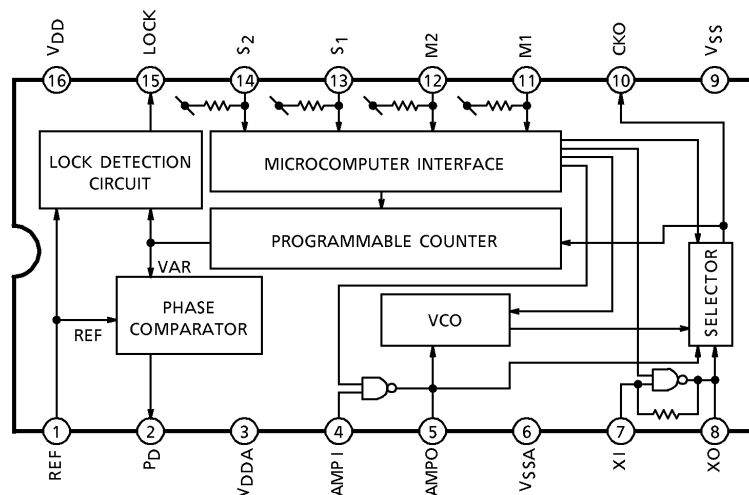 VDD LOCK S2 S1 M2 M1 CKO VSS
16 15 14 13 12 11 10 9
LOCK DETECTION
CIRCUIT
MICROCOMPUTER INTERFACE
PROGRAMMABLE COUNTER
VAR
PHASE
COMPARATOR
REF
VCO
SELECTOR
1 2 3 4 5 6 7 8
REF PD VDDA AMPI AMPO VSSA XI XO